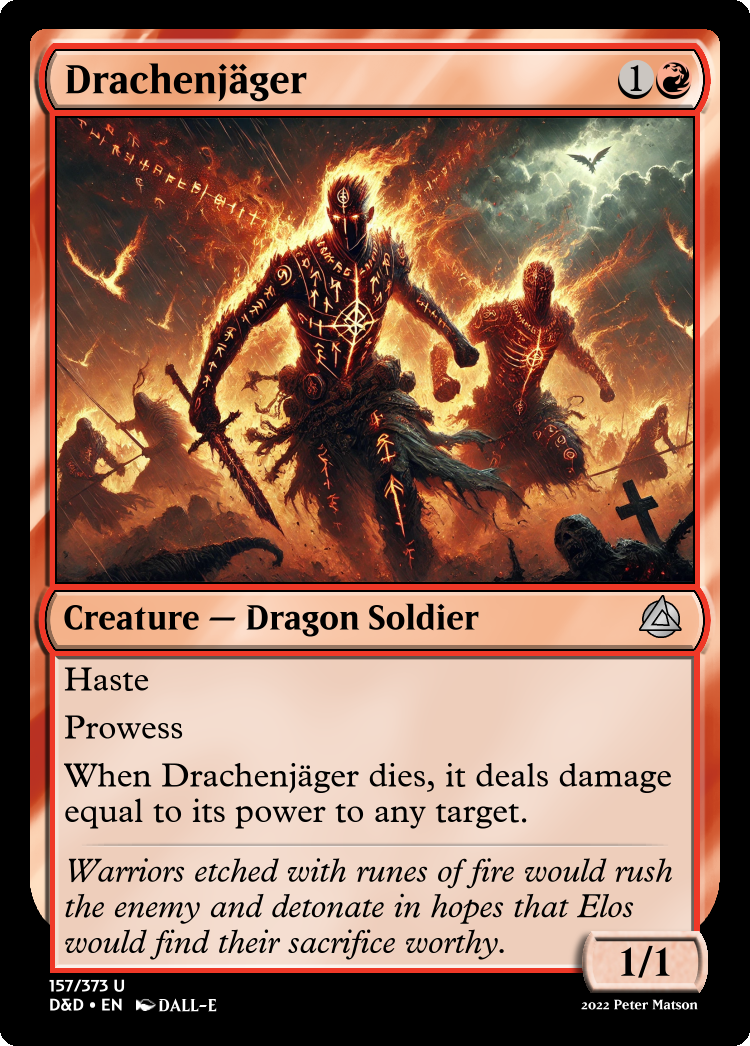 Drachenjäger 1
Creature — Dragon Soldier
Haste
Prowess
When Drachenjäger dies, it deals damage
equal to its power to any target.
Warriors etched with runes of fire would rush
the enemy and detonate in hopes that Elos
would find their sacrifice worthy.
1/1
157/373 U
D&D • EN DALL-E
2022 Peter Matson